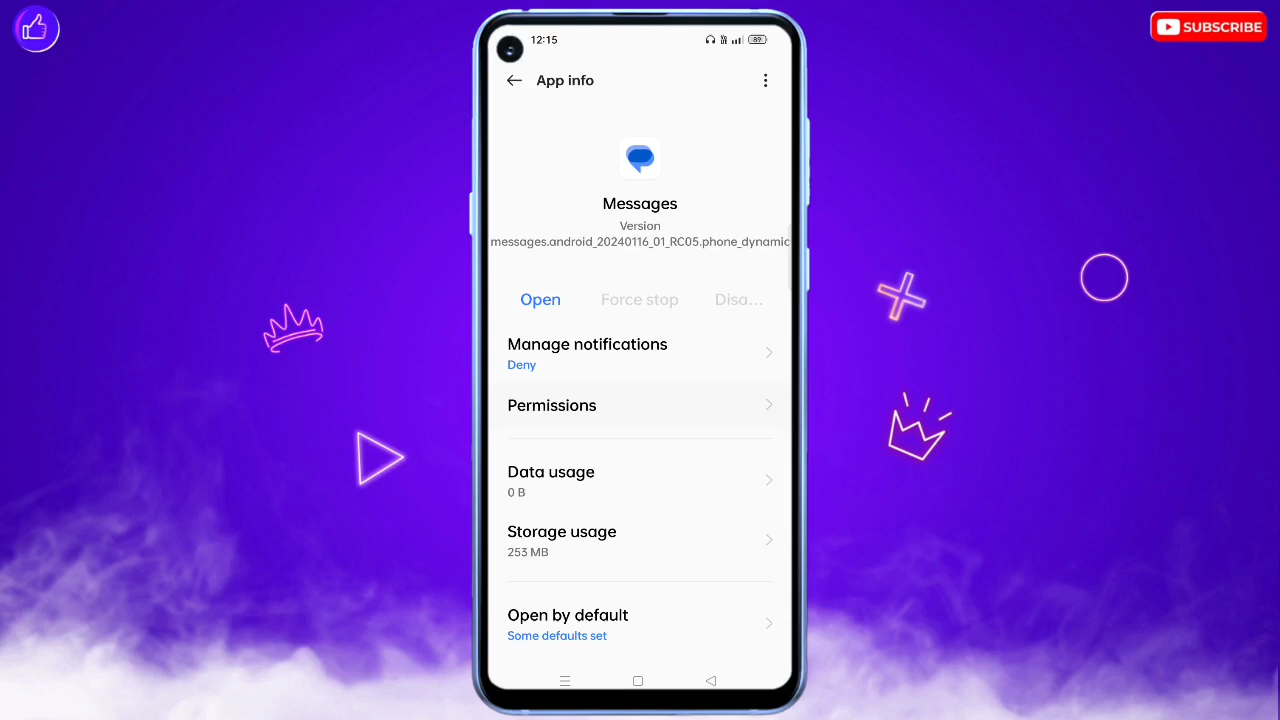 SUBSCRIBE
12:15
89
App info
Messages
Version
messages.android_20240116_01_RC05.phone_dynamic
Open
Force stop
Disa...
Manage notifications
Deny
Permissions
Data usage
0 B
Storage usage
253 MB
Open by default
Some defaults set